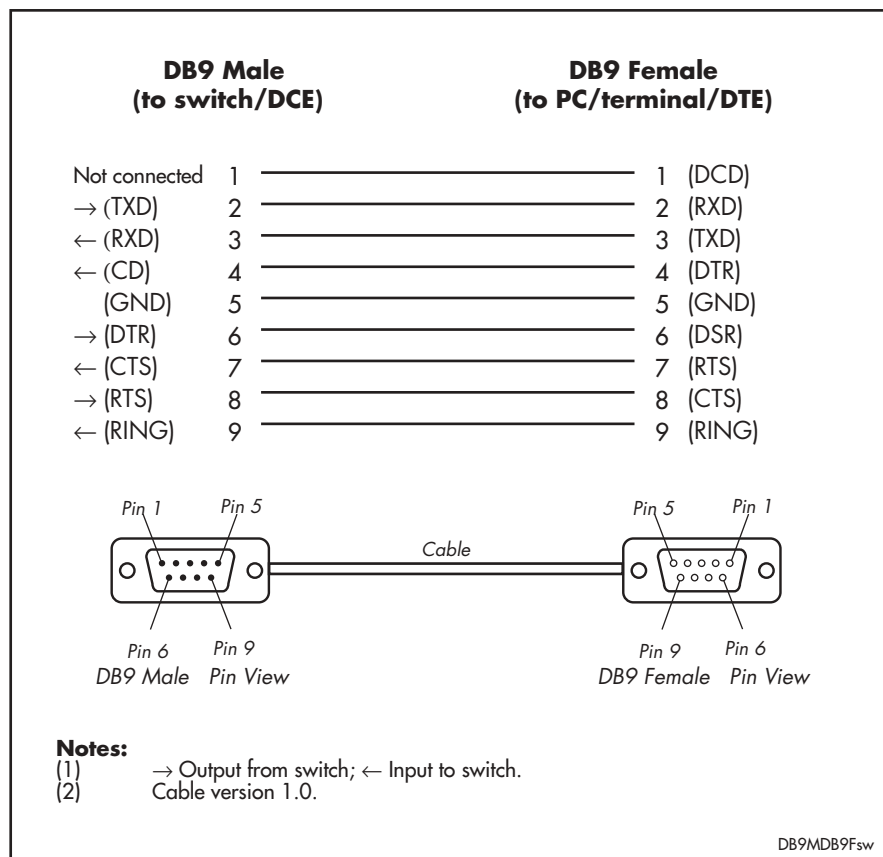 DB9 Male
(to switch/DCE)
DB9 Female
(to PC/terminal/DTE)
Not connected 1 1 (DCD)
→ (TXD) 2 2 (RXD)
← (RXD) 3 3 (TXD)
← (CD) 4 4 (DTR)
(GND) 5 5 (GND)
→ (DTR) 6 6 (DSR)
← (CTS) 7 7 (RTS)
→ (RTS) 8 8 (CTS)
← (RING) 9 9 (RING)
Pin 1 Pin 5 Pin 5 Pin 1
Cable
Pin 6 Pin 9 Pin 9 Pin 6
DB9 Male Pin View DB9 Female Pin View
Notes:
(1) → Output from switch; ← Input to switch.
(2) Cable version 1.0.
DB9MDB9Fsw